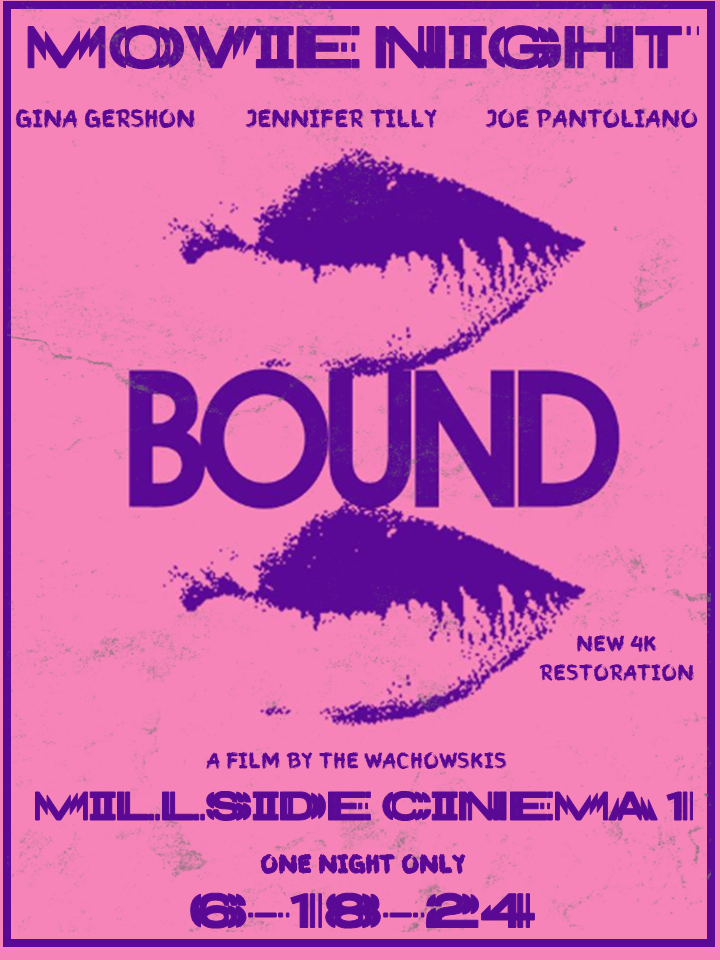 MOVIE NIGHT
GINA GERSHON JENNIFER TILLY JOE PANTOLIANO
BOUND
NEW 4K
RESTORATION
A FILM BY THE WACHOWSKIS
MILLSIDE CINEMA 1
ONE NIGHT ONLY
6-18-24